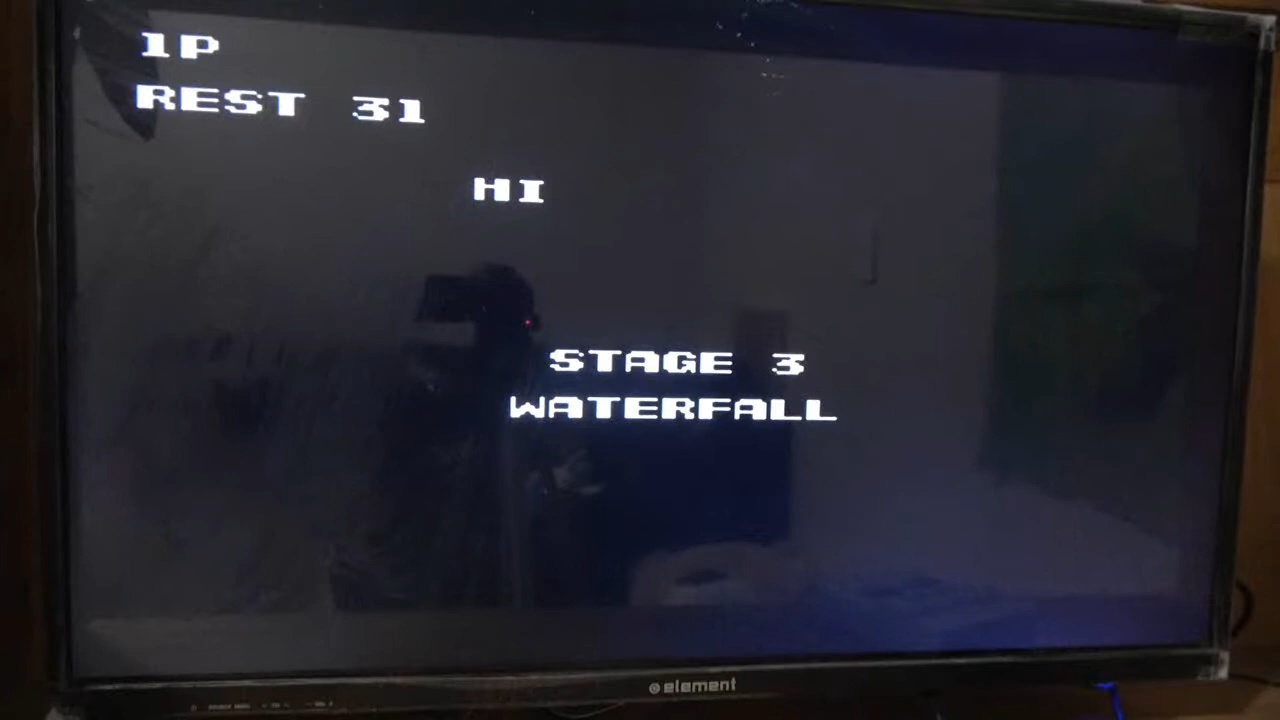 1P
REST 31
HI
STAGE 3
WATERFALL
element